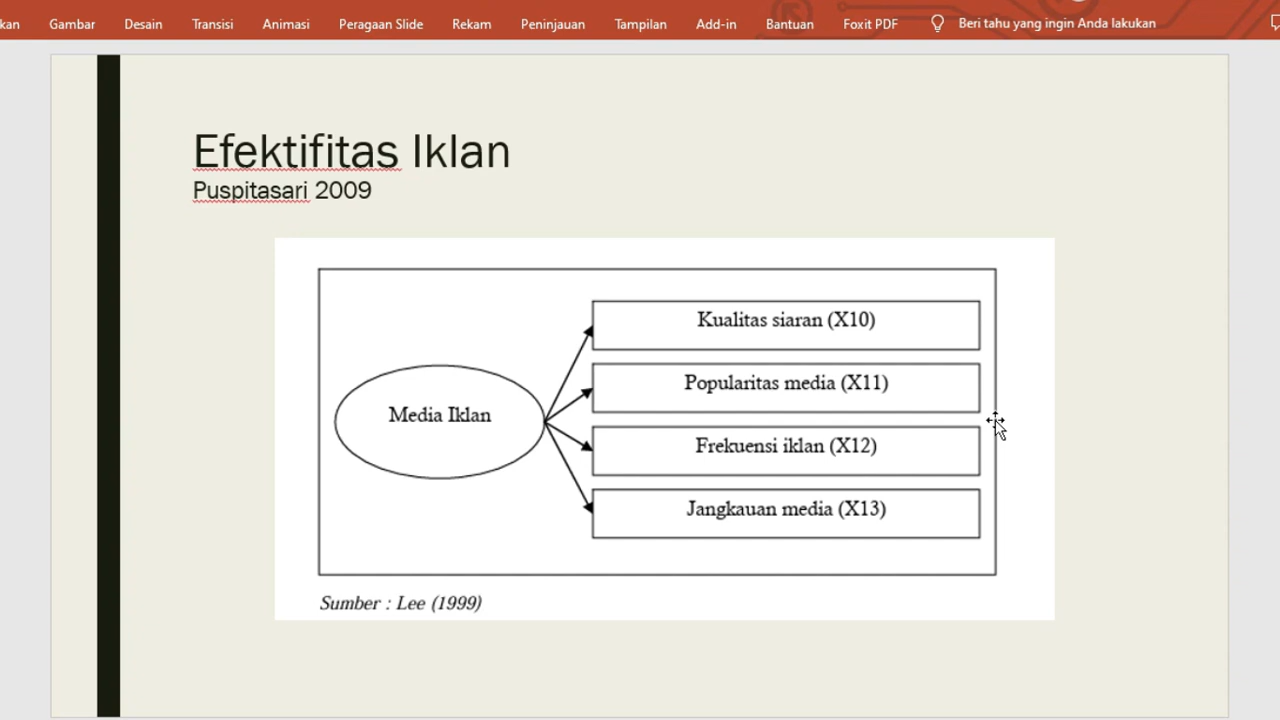 Gambar Desain Transisi Animasi Peragaan Slide Rekam Peninjauan Tampilan Add-in Bantuan Foxit PDF Beri tahu yang ingin Anda lakukan
Efektifitas Iklan
Puspitasari 2009
Media Iklan
Kualitas siaran (X10)
Popularitas media (X11)
Frekuensi iklan (X12)
Jangkauan media (X13)
Sumber : Lee (1999)